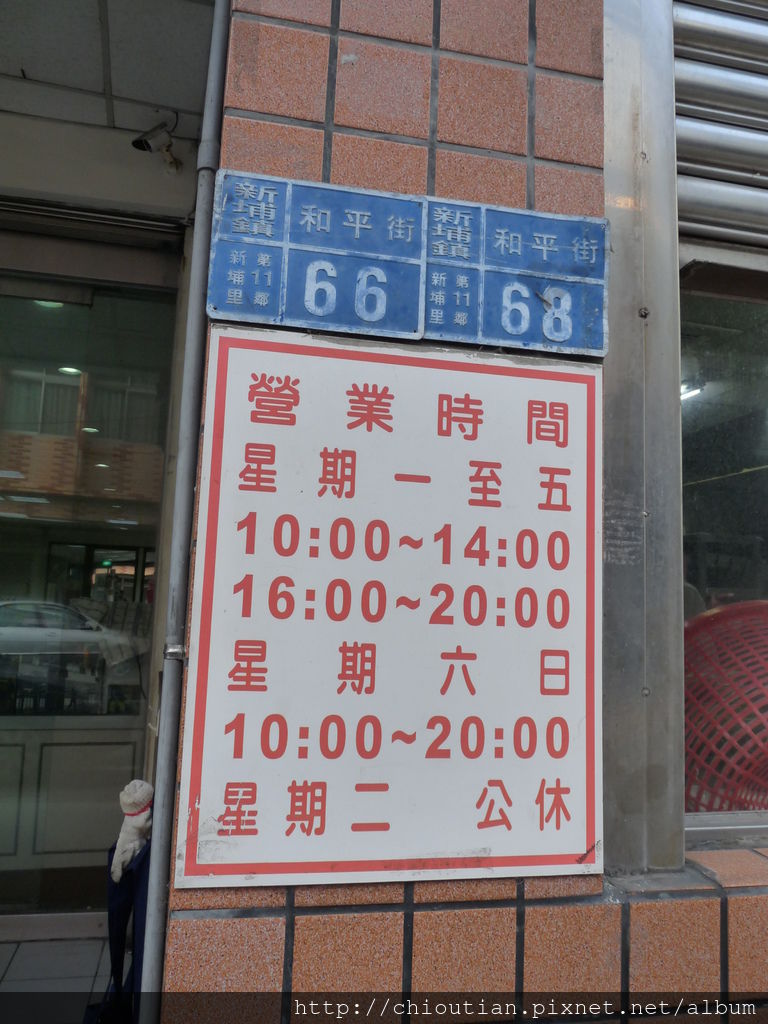 新埔鎮 和平街
新埔里 第11鄰 66
新埔鎮 和平街
新埔里 第11鄰 68
營業時間
星期一至五
10:00~14:00
16:00~20:00
星期六日
10:00~20:00
星期二 公休
http://chioutian.pixnet.net/album